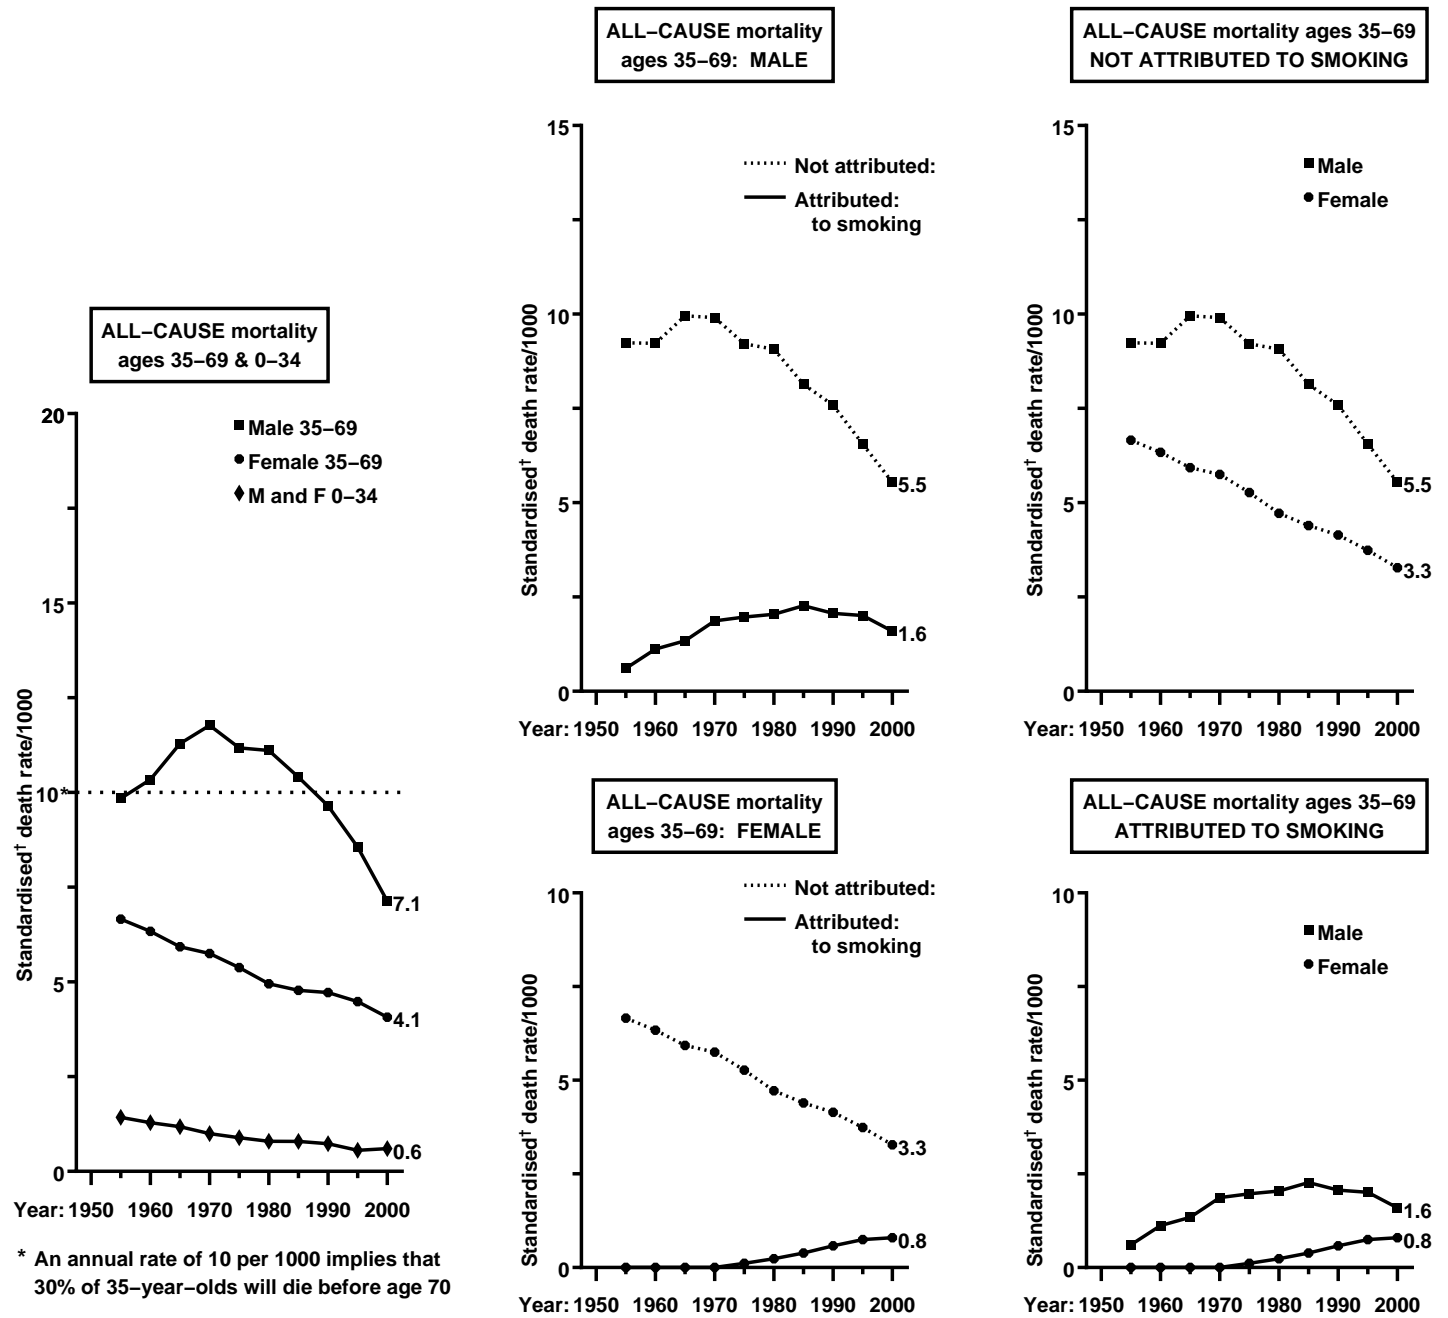 ALL−CAUSE mortality
ages 35−69 & 0−34
20
15
10*
5
0
Standardised† death rate/1000
Male 35−69
Female 35−69
M and F 0−34
7.1
4.1
0.6
Year: 1950 1960 1970 1980 1990 2000
* An annual rate of 10 per 1000 implies that
30% of 35−year−olds will die before age 70
ALL−CAUSE mortality
ages 35−69: MALE
15
10
5
0
Standardised† death rate/1000
Not attributed:
Attributed:
to smoking
5.5
1.6
Year: 1950 1960 1970 1980 1990 2000
ALL−CAUSE mortality ages 35−69
NOT ATTRIBUTED TO SMOKING
15
10
5
0
Standardised† death rate/1000
Male
Female
5.5
3.3
Year: 1950 1960 1970 1980 1990 2000
ALL−CAUSE mortality
ages 35−69: FEMALE
10
5
0
Standardised† death rate/1000
Not attributed:
Attributed:
to smoking
3.3
0.8
Year: 1950 1960 1970 1980 1990 2000
ALL−CAUSE mortality ages 35−69
ATTRIBUTED TO SMOKING
10
5
0
Standardised† death rate/1000
Male
Female
1.6
0.8
Year: 1950 1960 1970 1980 1990 2000